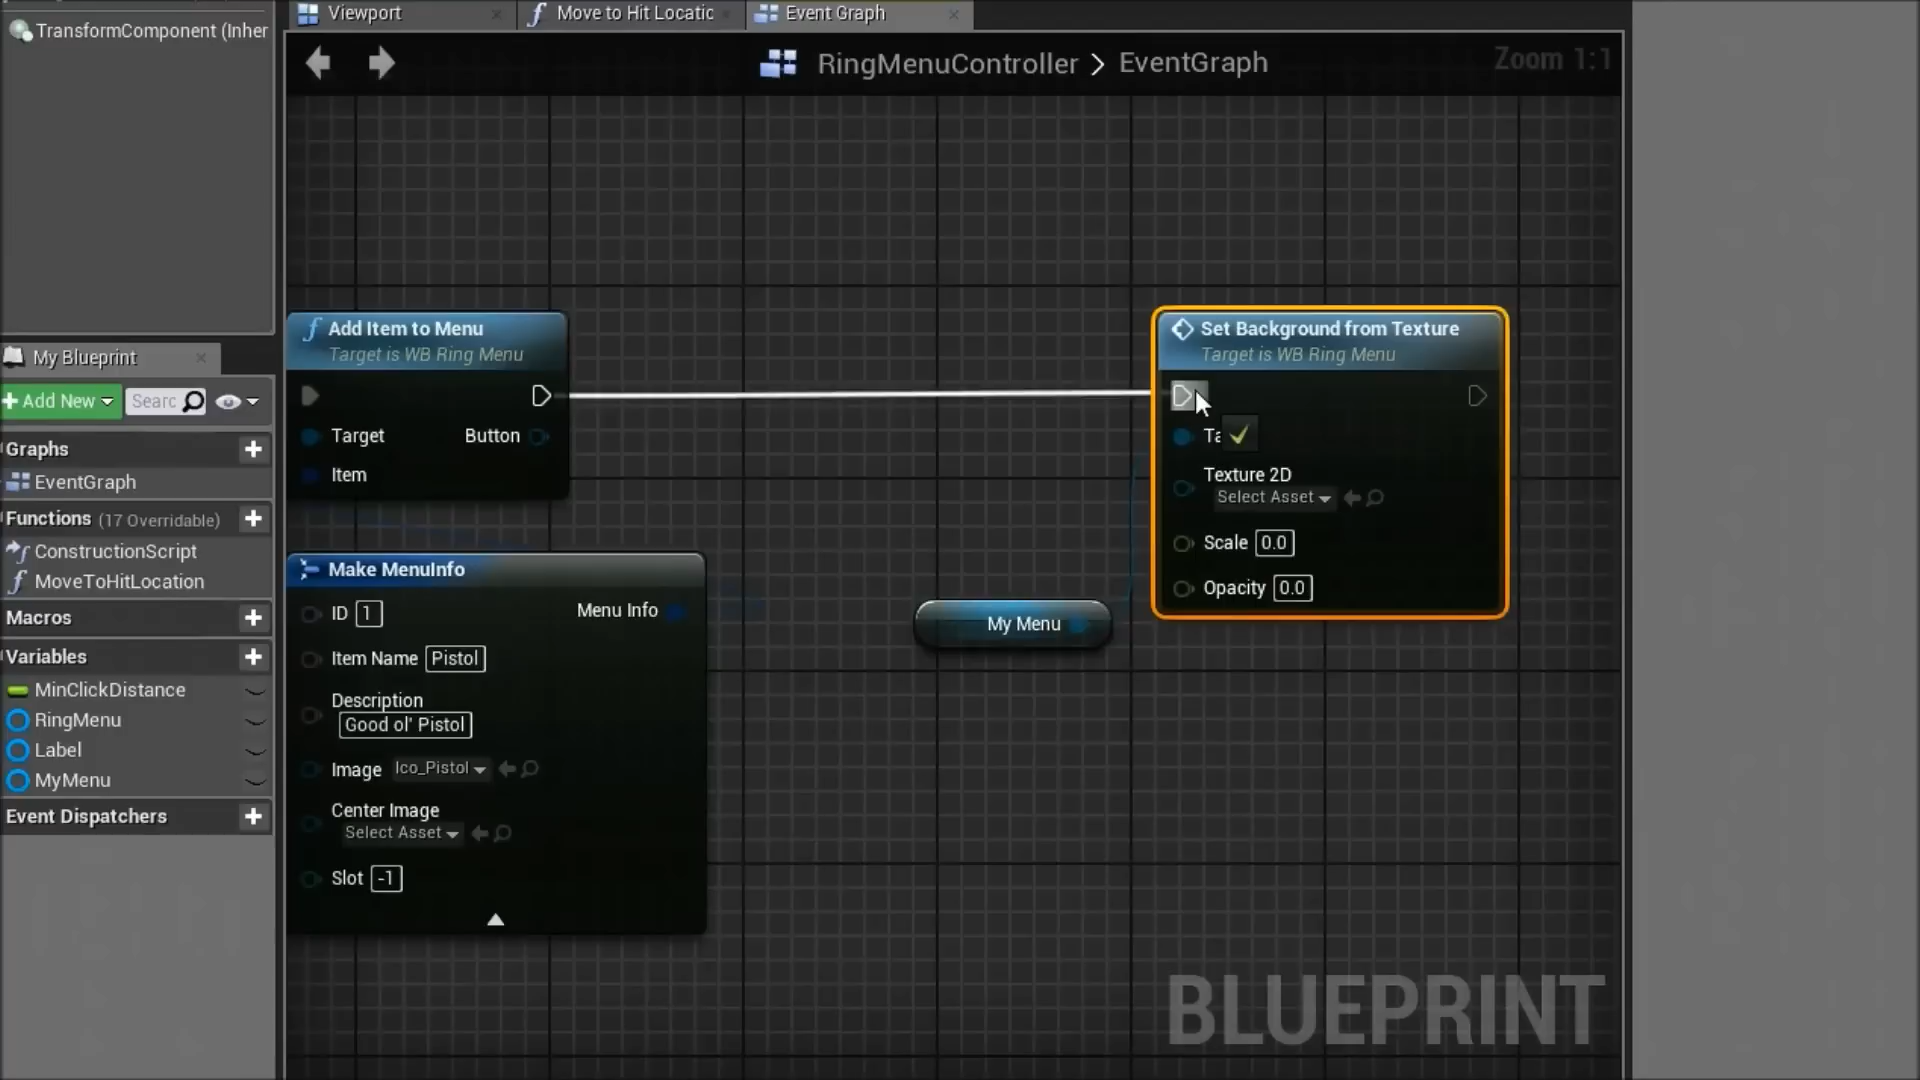 TransformComponent (Inher
Viewport
Move to Hit Locatic
Event Graph
RingMenuController > EventGraph
Zoom 1:1
My Blueprint
+ Add New
Searc
Graphs
EventGraph
Functions (17 Overridable)
ConstructionScript
MoveToHitLocation
Macros
Variables
MinClickDistance
RingMenu
Label
MyMenu
Event Dispatchers
Add Item to Menu
Target is WB Ring Menu
Target
Button
Item
Make MenuInfo
ID 1
Menu Info
Item Name Pistol
Description
Good ol' Pistol
Image Ico_Pistol
Center Image
Select Asset
Slot -1
My Menu
Set Background from Texture
Target is WB Ring Menu
Ta
Texture 2D
Select Asset
Scale 0.0
Opacity 0.0
BLUEPRINT